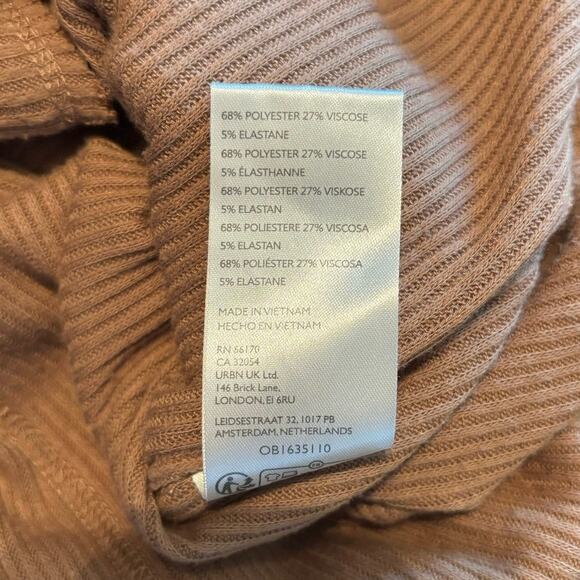 68% POLYESTER 27% VISCOSE
5% ELASTANE
68% POLYESTER 27% VISCOSE
5% ÉLASTHANNE
68% POLYESTER 27% VISKOSE
5% ELASTAN
68% POLIESTERE 27% VISCOSA
5% ELASTAN
68% POLIÉSTER 27% VISCOSA
5% ELASTANE
MADE IN VIETNAM
HECHO EN VIETNAM
RN 66170
CA 32054
URBN UK Ltd.
146 Brick Lane,
LONDON, E1 6RU
LEIDSESTRAAT 32, 1017 PB
AMSTERDAM, NETHERLANDS
OB1635110